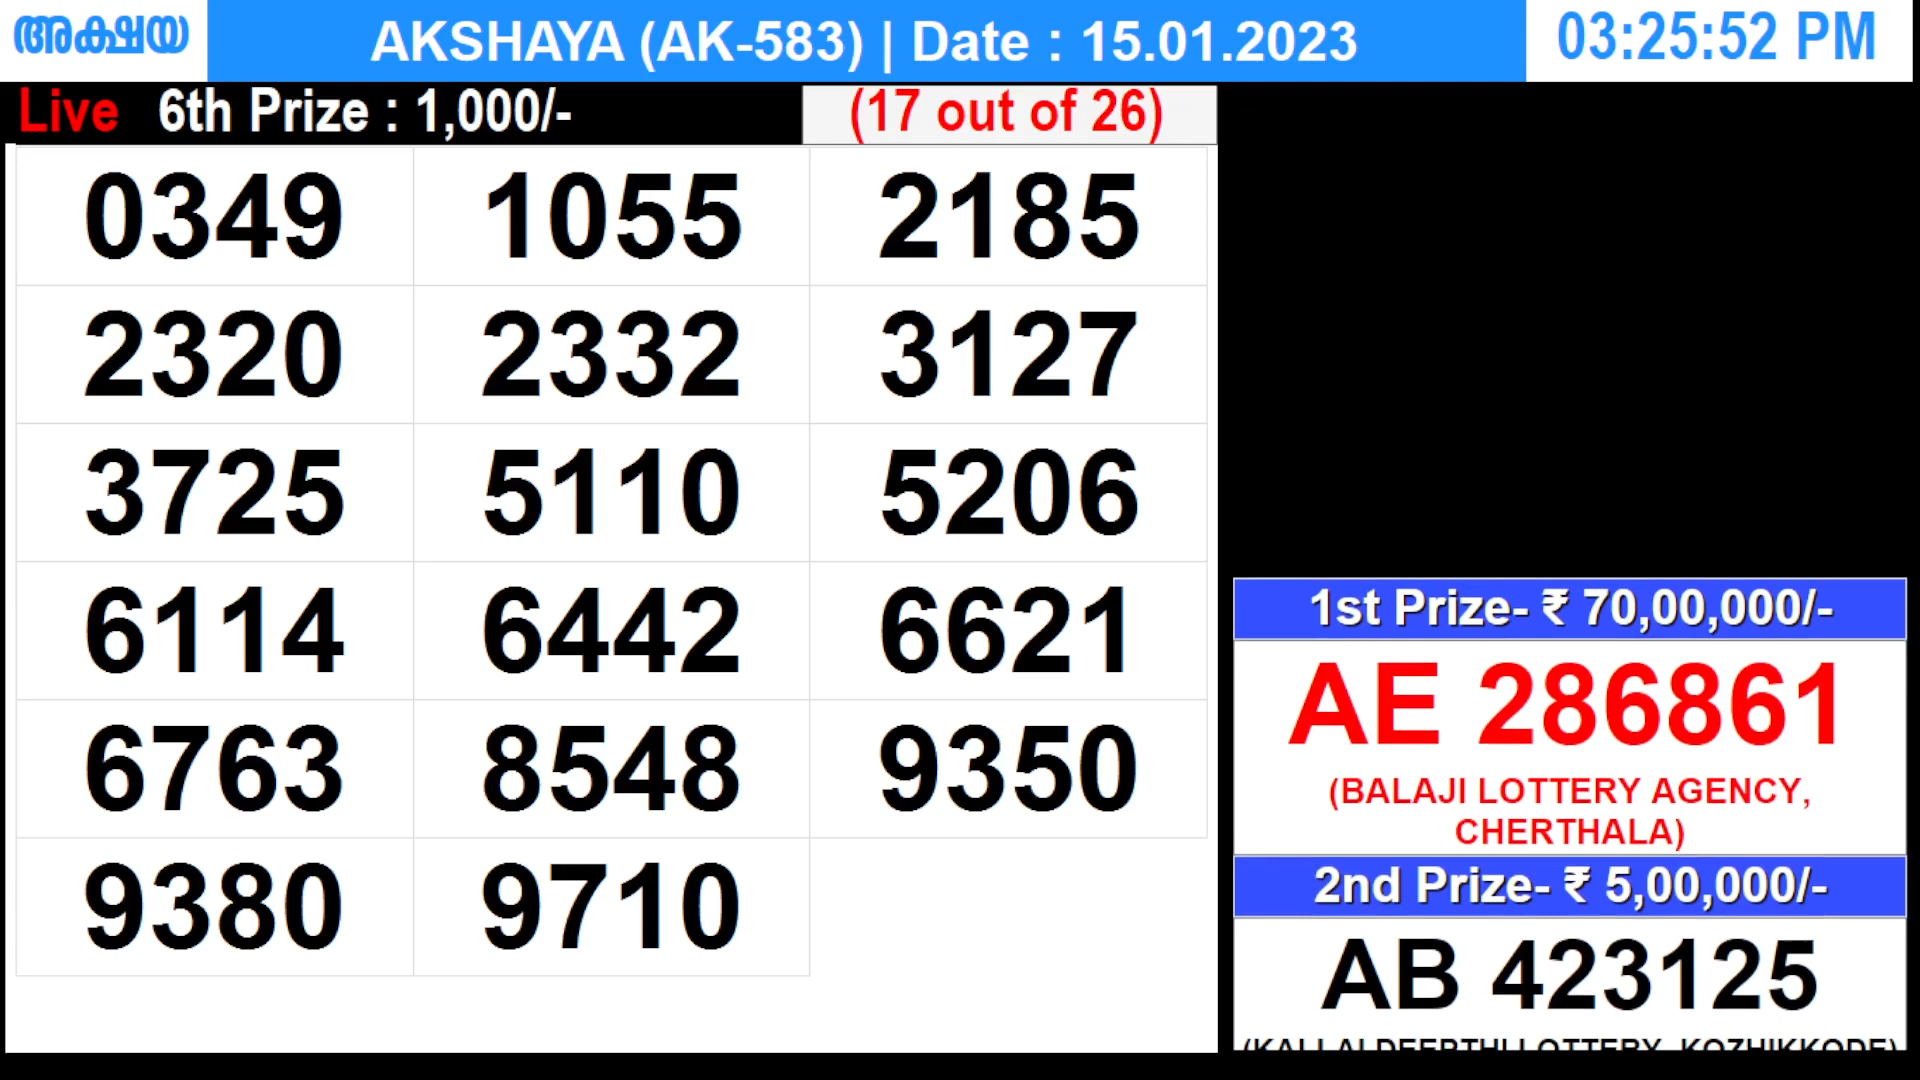 അക്ഷയ
AKSHAYA (AK-583) | Date : 15.01.2023
03:25:52 PM
Live 6th Prize : 1,000/-
(17 out of 26)
0349 1055 2185
2320 2332 3127
3725 5110 5206
6114 6442 6621
6763 8548 9350
9380 9710
1st Prize- ₹ 70,00,000/-
AE 286861
(BALAJI LOTTERY AGENCY,
CHERTHALA)
2nd Prize- ₹ 5,00,000/-
AB 423125
LOTTERY, KOZHIKKODE)